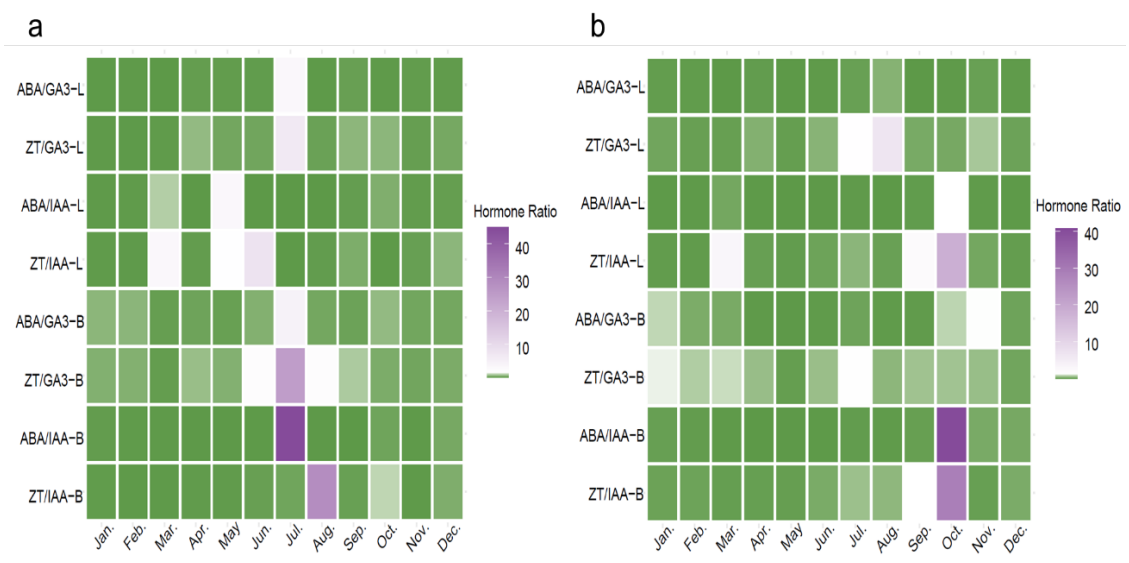 a
ABA/GA3−L
ZT/GA3−L
ABA/IAA−L
ZT/IAA−L
ABA/GA3−B
ZT/GA3−B
ABA/IAA−B
ZT/IAA−B
Jan.
Feb.
Mar.
Apr.
May
Jun.
Jul.
Aug.
Sep.
Oct.
Nov.
Dec.
Hormone Ratio
40
30
20
10
b
ABA/GA3−L
ZT/GA3−L
ABA/IAA−L
ZT/IAA−L
ABA/GA3−B
ZT/GA3−B
ABA/IAA−B
ZT/IAA−B
Jan.
Feb.
Mar.
Apr.
May
Jun.
Jul.
Aug.
Sep.
Oct.
Nov.
Dec.
Hormone Ratio
40
30
20
10